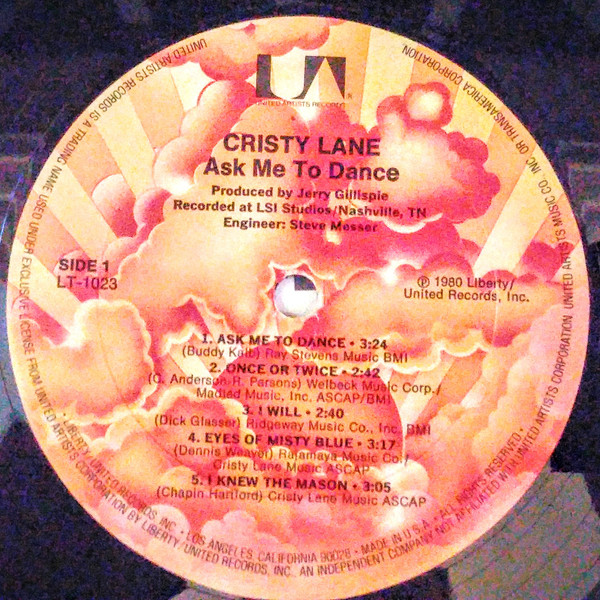 UA
®
UNITED ARTISTS RECORDS
CRISTY LANE
Ask Me To Dance
Produced by Jerry Gillispie
Recorded at LSI Studios/Nashville, TN
Engineer: Steve Messer
SIDE 1
LT-1023
℗ 1980 Liberty/
United Records, Inc.
1. ASK ME TO DANCE • 3:24
(Buddy Kalb) Ray Stevens Music BMI
2. ONCE OR TWICE • 2:42
(C. Anderson-R. Parsons) Welbeck Music Corp./
Madjed Music, Inc. ASCAP/BMI
3. I WILL • 2:40
(Dick Glasser) Ridgeway Music Co., Inc. BMI
4. EYES OF MISTY BLUE • 3:17
(Dennis Weaver) Rajamaya Music Co./
Cristy Lane Music ASCAP
5. I KNEW THE MASON • 3:05
(Chapin Hartford) Cristy Lane Music ASCAP
• LIBERTY/UNITED RECORDS, INC. • LOS ANGELES, CALIFORNIA 90028 • MADE IN U.S.A. • ALL RIGHTS RESERVED •
UNITED ARTISTS RECORDS IS A TRADING NAME USED UNDER EXCLUSIVE LICENSE FROM UNITED ARTISTS CORPORATION BY LIBERTY/UNITED RECORDS, INC., AN INDEPENDENT COMPANY NOT AFFILIATED WITH UNITED ARTISTS CORPORATION, UNITED ARTISTS MUSIC CO. INC. OR TRANSAMERICA CORPORATION.